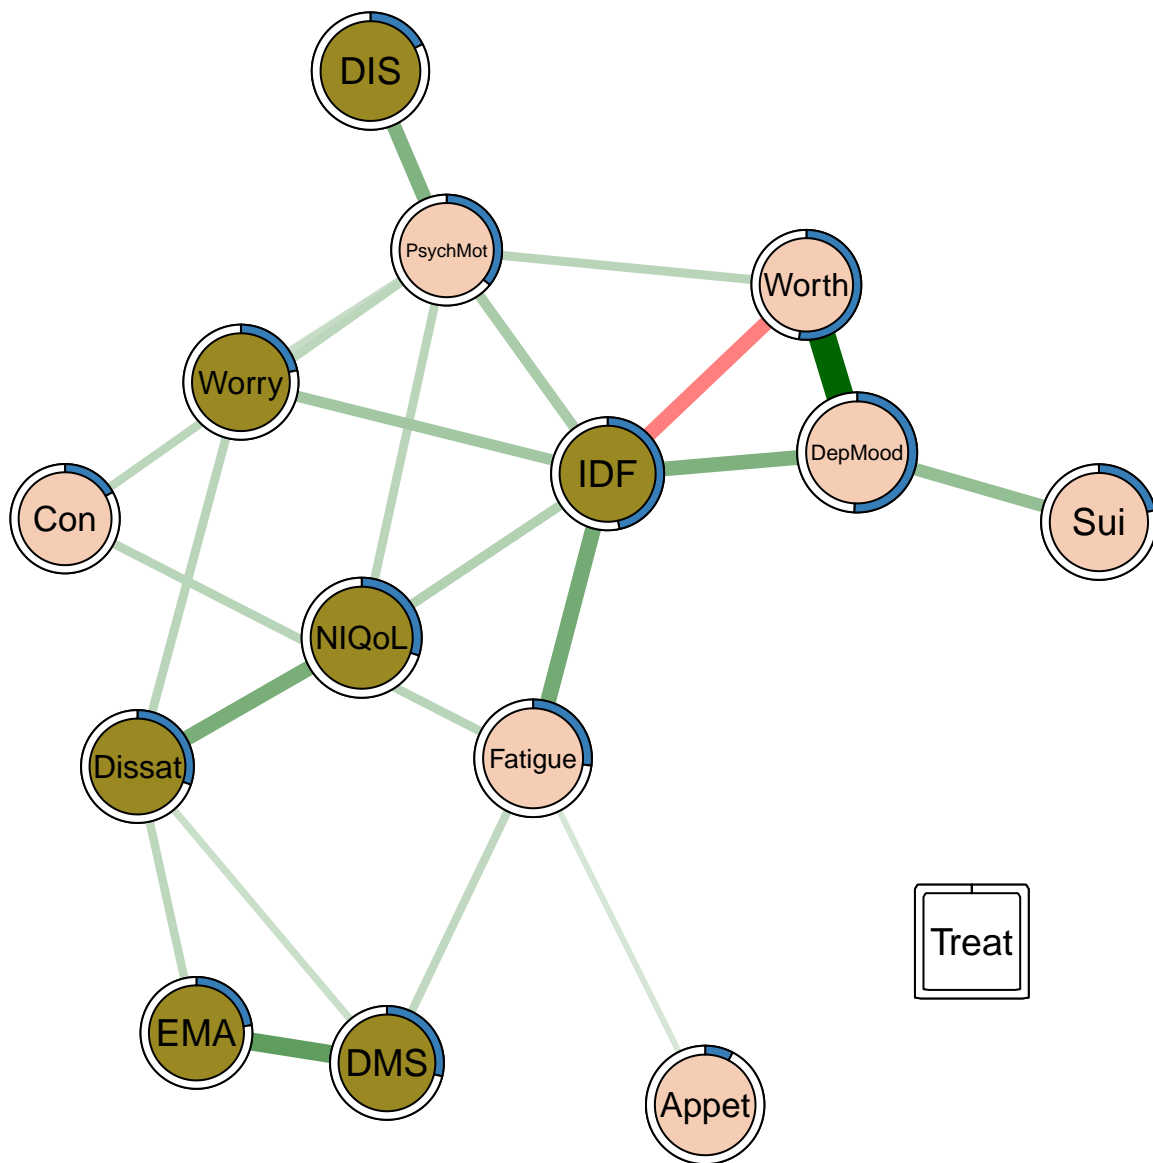 DIS
PsychMot
Worth
Worry
DepMood
IDF
Con
Sui
NIQoL
Dissat
Fatigue
Treat
EMA
DMS
Appet